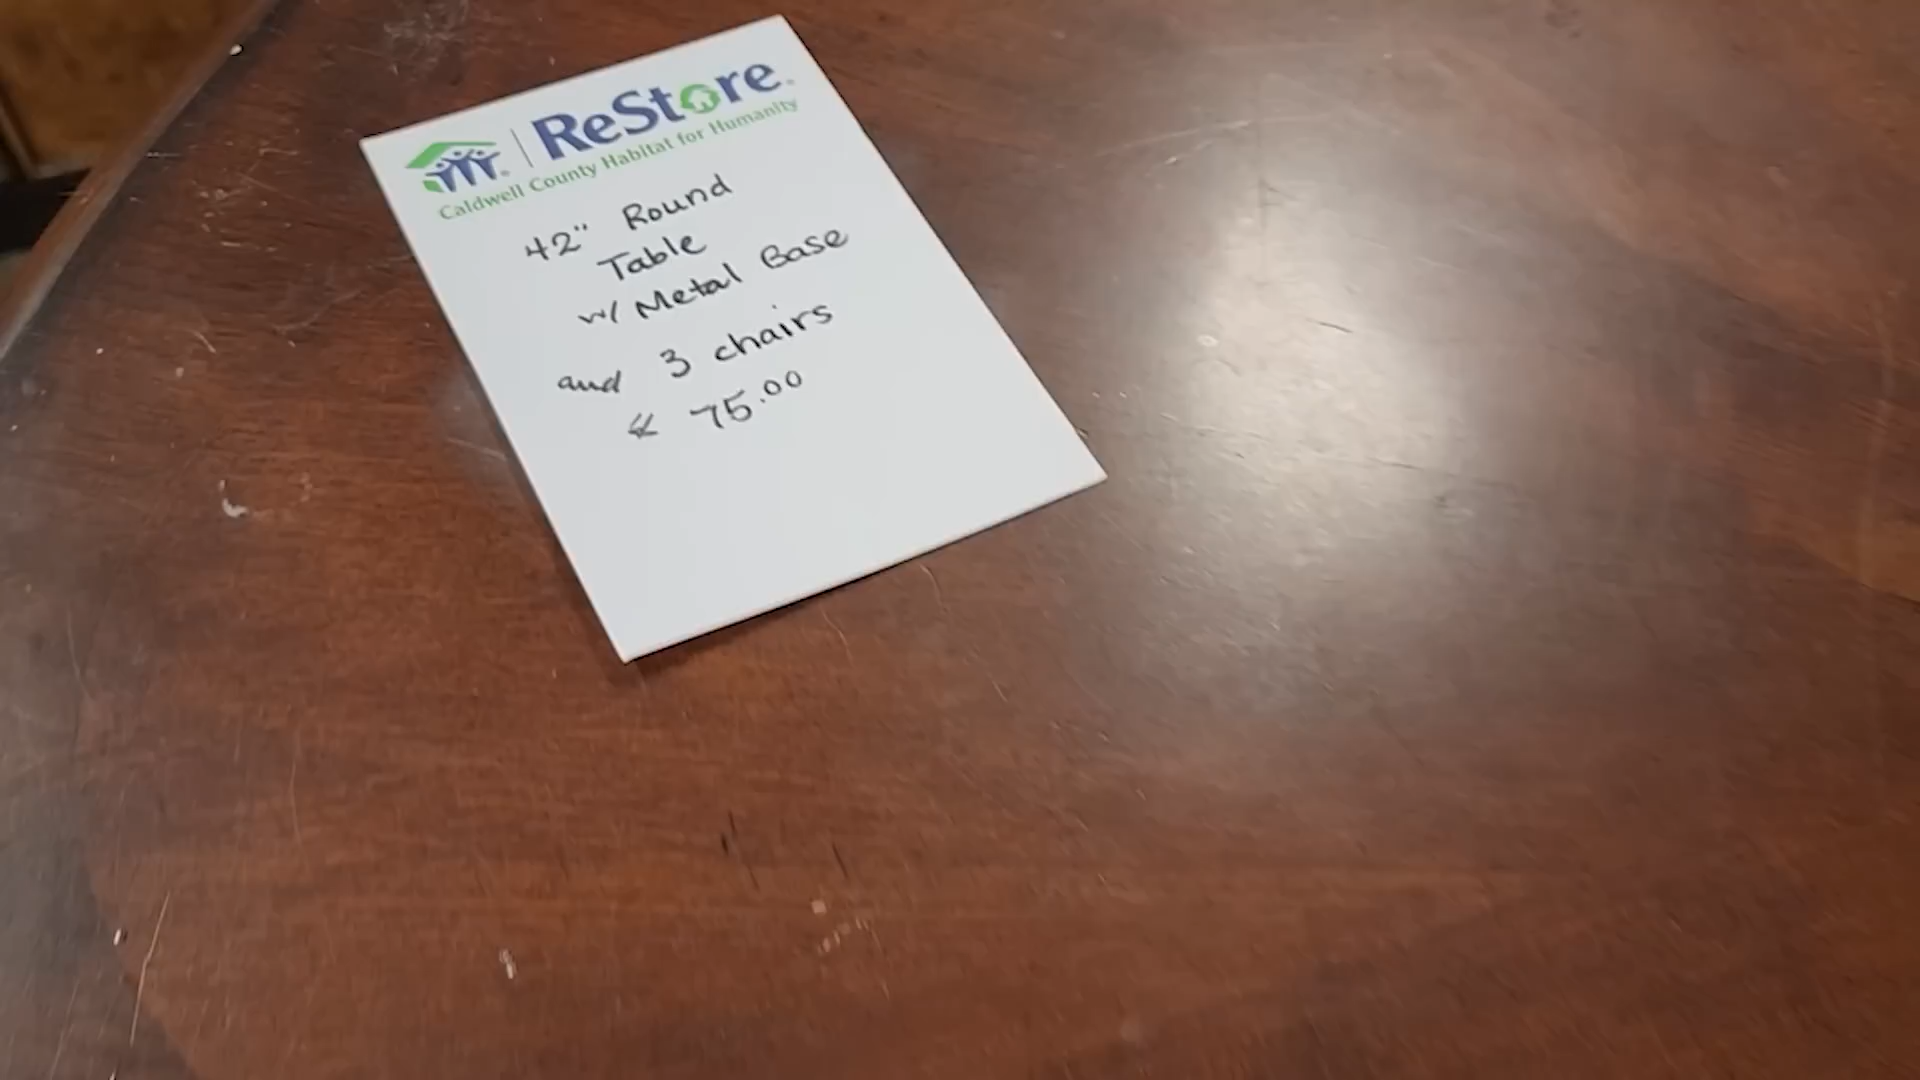 ReStore®
Caldwell County Habitat for Humanity
42" Round
Table
w/ Metal Base
and 3 chairs
75.00